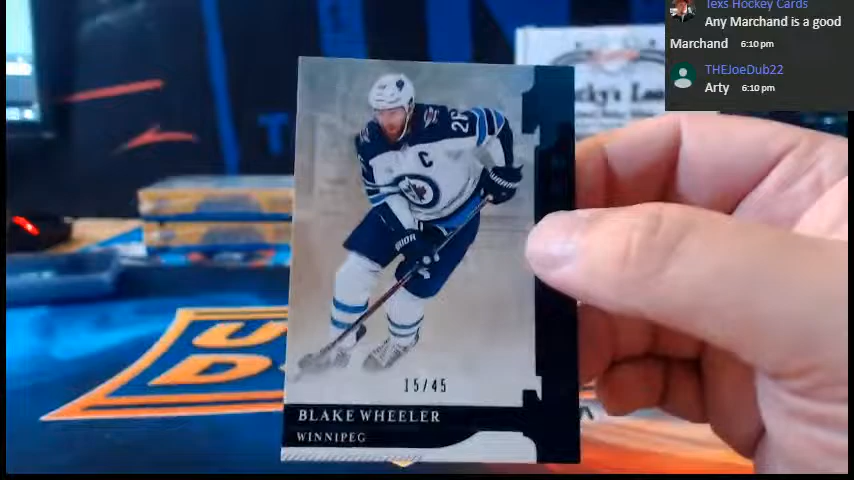 Texs Hockey Cards
Any Marchand is a good
Marchand 6:10 pm
THEJoeDub22
Arty 6:10 pm
26
C
15/45
BLAKE WHEELER
WINNIPEG
U
D